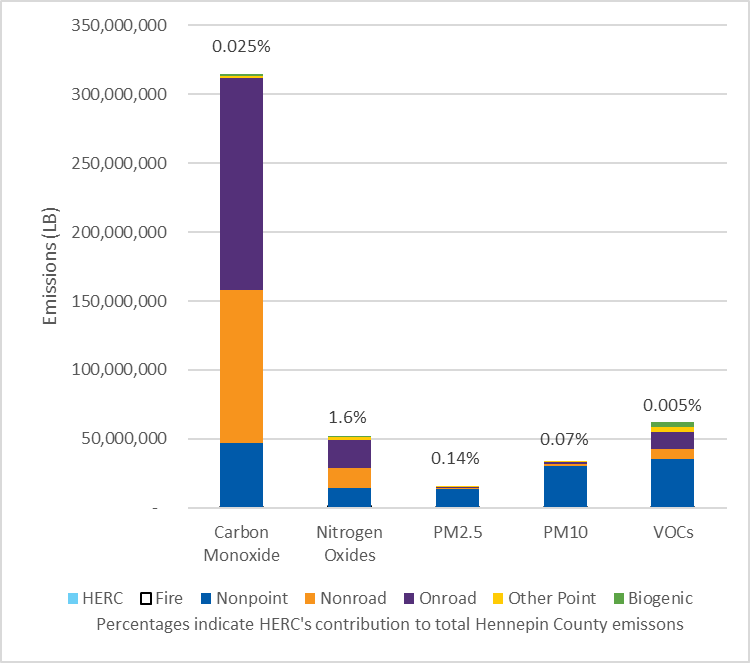 350,000,000
300,000,000
250,000,000
200,000,000
150,000,000
100,000,000
50,000,000
-
Emissions (LB)
0.025%
1.6%
0.14%
0.07%
0.005%
Carbon
Monoxide
Nitrogen
Oxides
PM2.5
PM10
VOCs
HERC Fire Nonpoint Nonroad Onroad Other Point Biogenic
Percentages indicate HERC's contribution to total Hennepin County emissons